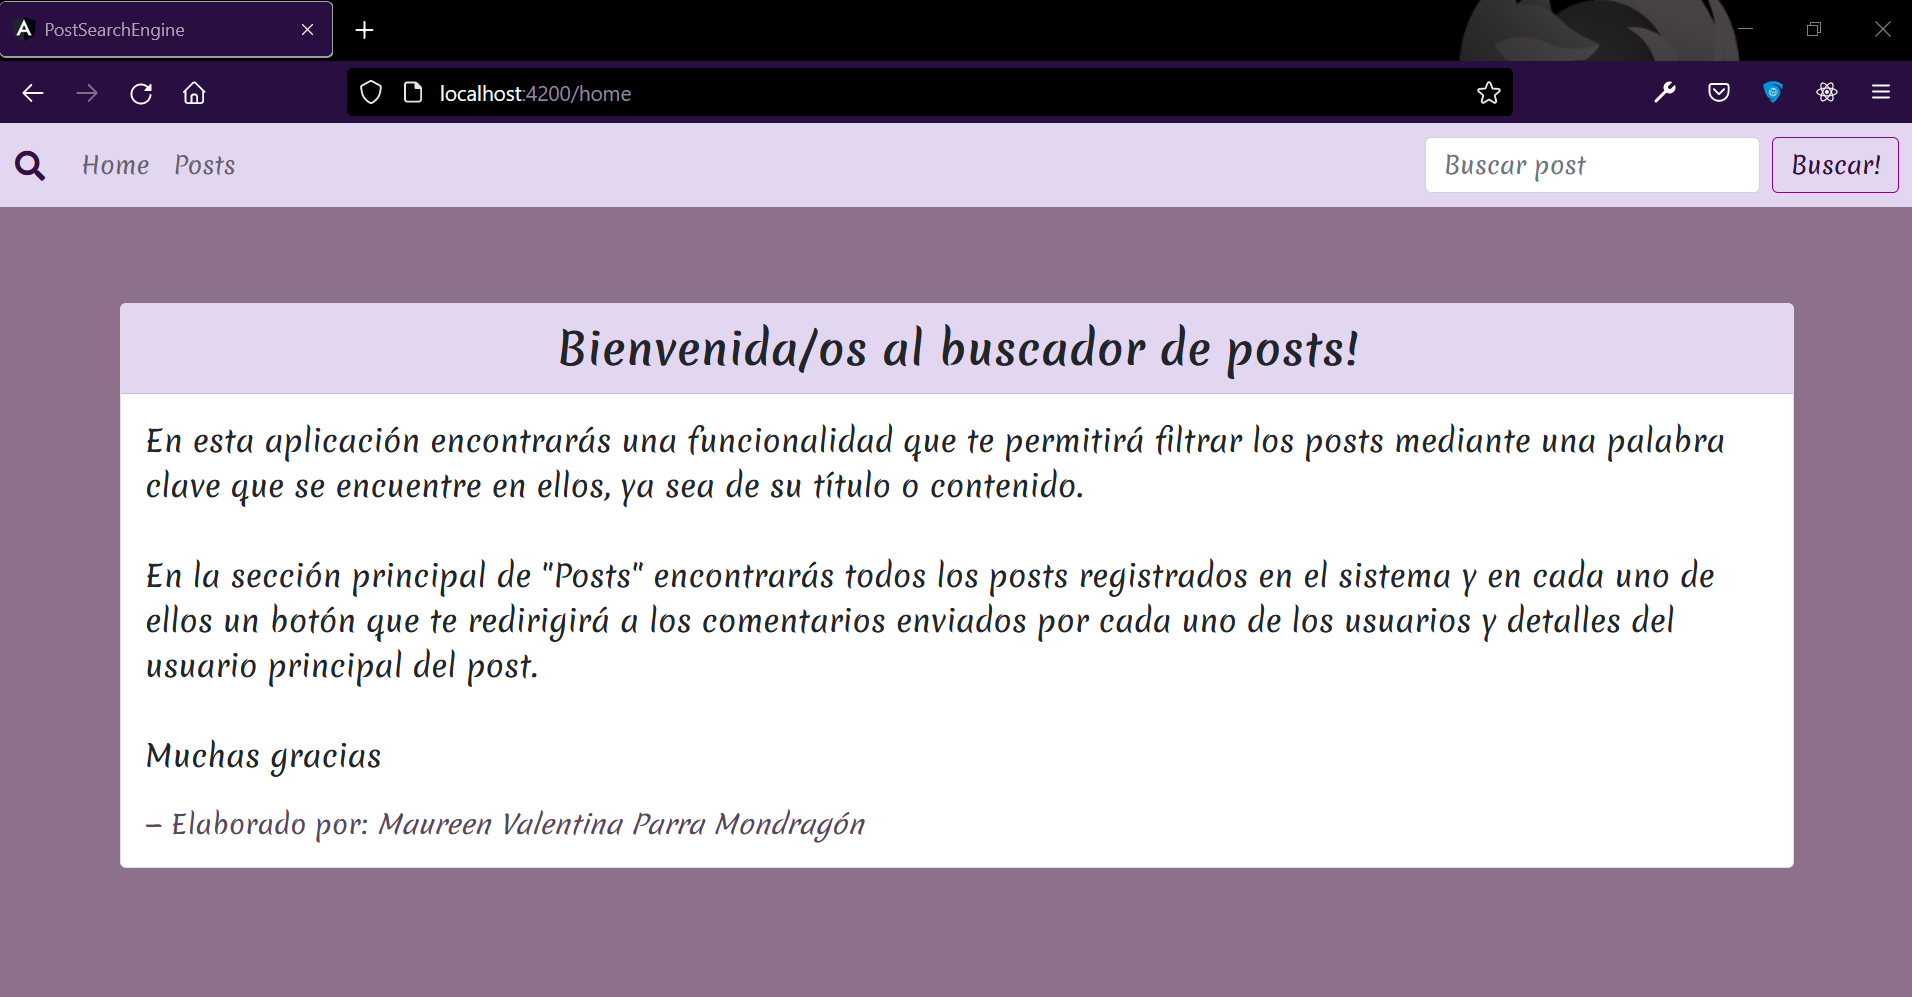 PostSearchEngine
localhost:4200/home
Home Posts Buscar post Buscar!
Bienvenida/os al buscador de posts!
En esta aplicación encontrarás una funcionalidad que te permitirá filtrar los posts mediante una palabra
clave que se encuentre en ellos, ya sea de su título o contenido.
En la sección principal de "Posts" encontrarás todos los posts registrados en el sistema y en cada uno de
ellos un botón que te redirigirá a los comentarios enviados por cada uno de los usuarios y detalles del
usuario principal del post.
Muchas gracias
— Elaborado por: Maureen Valentina Parra Mondragón